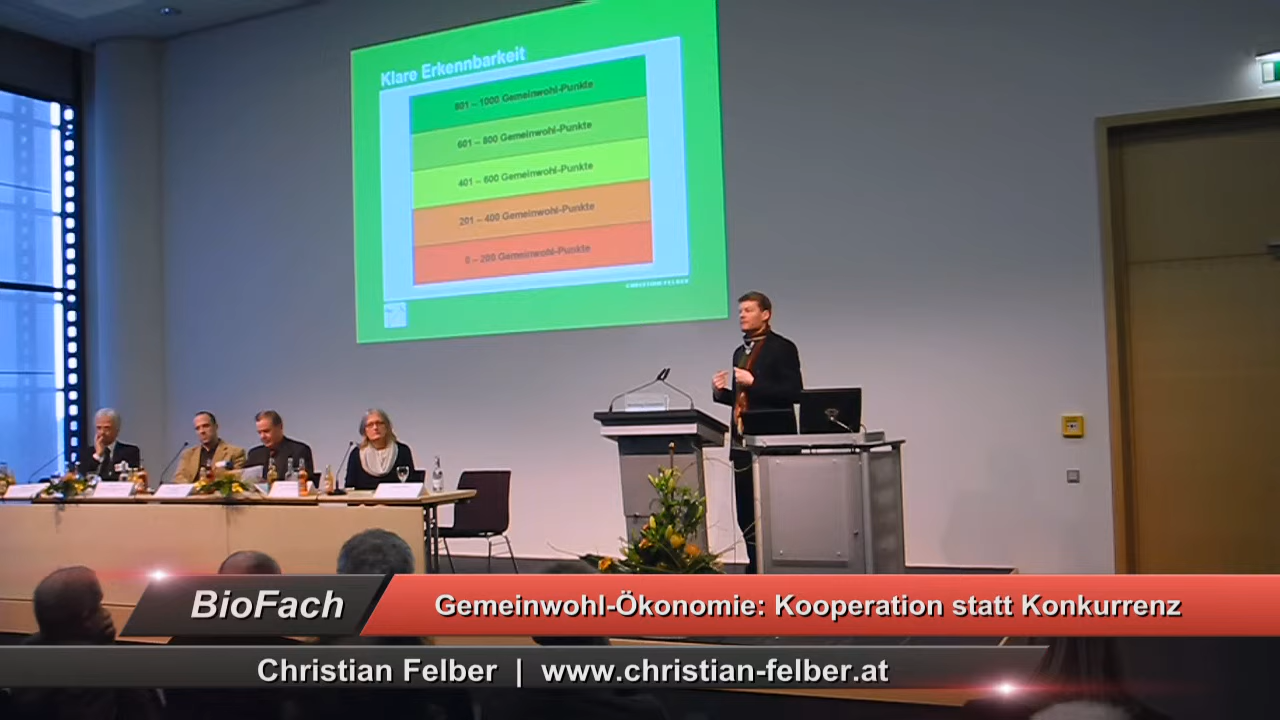 Klare Erkennbarkeit
801 – 1000 Gemeinwohl-Punkte
601 – 800 Gemeinwohl-Punkte
401 – 600 Gemeinwohl-Punkte
201 – 400 Gemeinwohl-Punkte
0 – 200 Gemeinwohl-Punkte
CHRISTIAN FELBER
BioFach
Gemeinwohl-Ökonomie: Kooperation statt Konkurrenz
Christian Felber | www.christian-felber.at